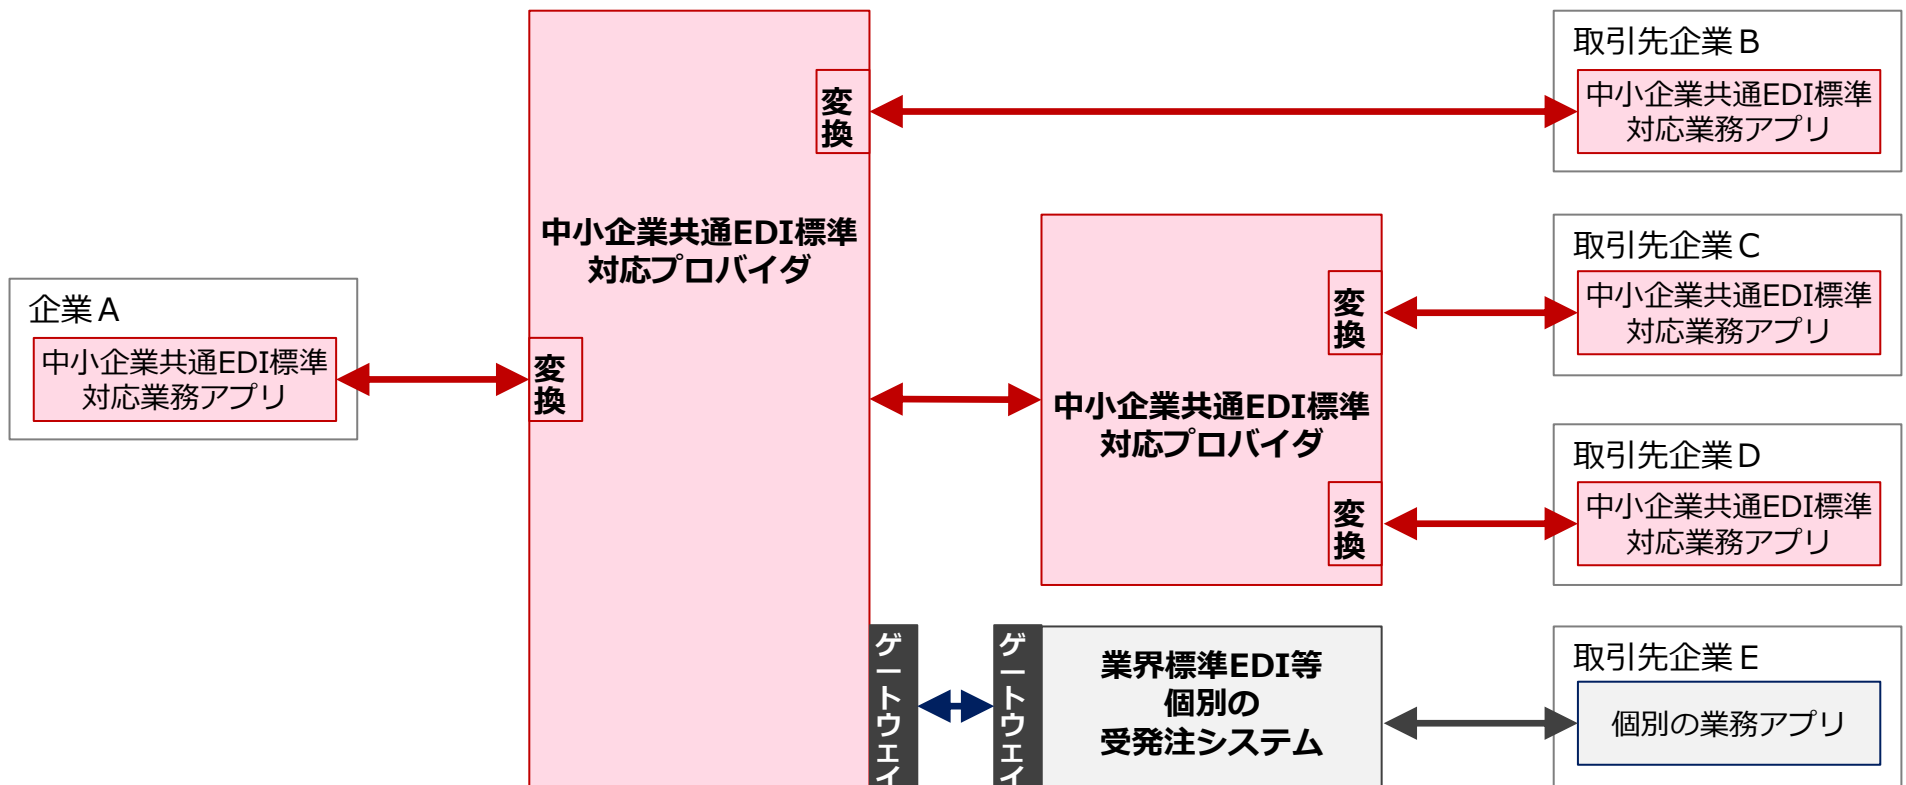 企業A
中小企業共通EDI標準
対応業務アプリ
変換
中小企業共通EDI標準
対応プロバイダ
変換
ゲートウエイ
中小企業共通EDI標準
対応プロバイダ
変換
変換
ゲートウエイ
業界標準EDI等
個別の
受発注システム
取引先企業B
中小企業共通EDI標準
対応業務アプリ
取引先企業C
中小企業共通EDI標準
対応業務アプリ
取引先企業D
中小企業共通EDI標準
対応業務アプリ
取引先企業E
個別の業務アプリ